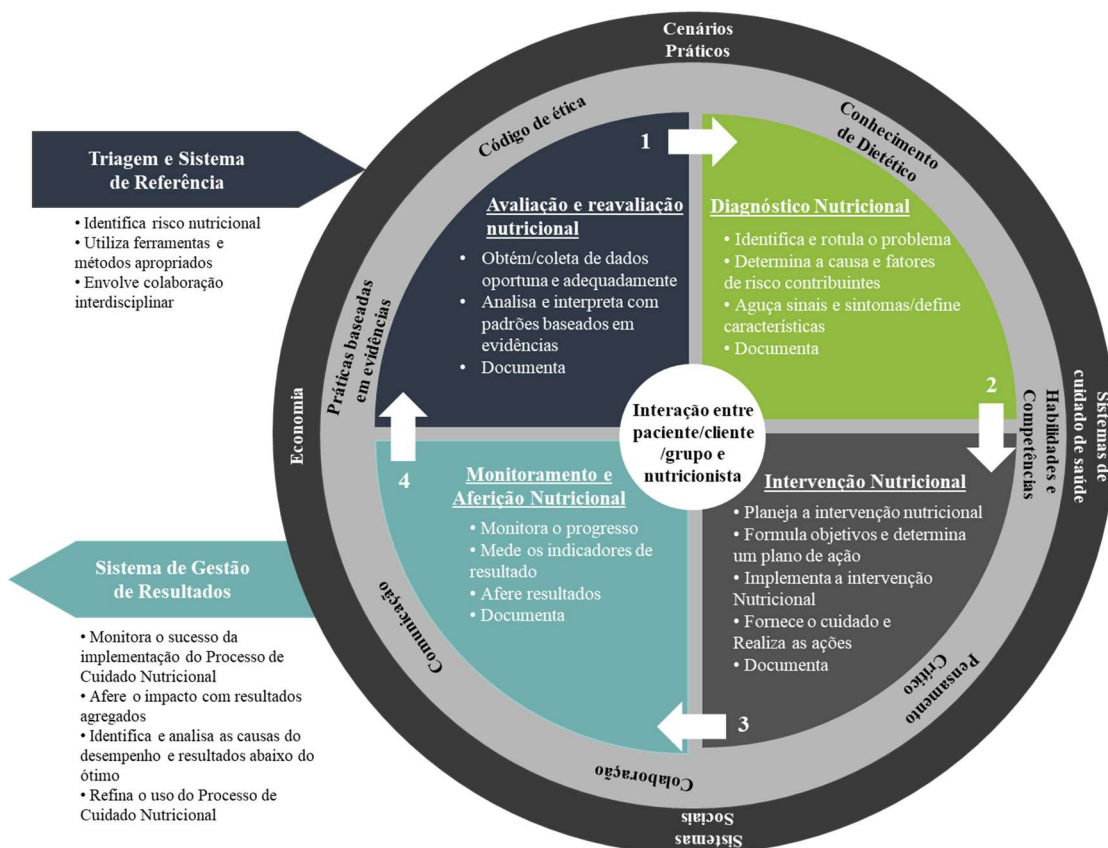 Cenários
Práticos
Código de ética
Conhecimento
de Dietético
Triagem e Sistema
de Referência
• Identifica risco nutricional
• Utiliza ferramentas e
métodos apropriados
• Envolve colaboração
interdisciplinar
1
Avaliação e reavaliação
nutricional
• Obtém/coleta de dados
oportuna e adequadamente
• Analisa e interpreta com
padrões baseados em
evidências
• Documenta
Diagnóstico Nutricional
• Identifica e rotula o problema
• Determina a causa e fatores
de risco contribuintes
• Aguça sinais e sintomas/define
características
• Documenta
2
Práticas baseadas
em evidências
Economia
Interação entre
paciente/cliente
/grupo e
nutricionista
Habilidades e
Competências
Sistemas de
cuidado de saúde
4
Monitoramento e
Aferição Nutricional
• Monitora o progresso
• Mede os indicadores de
resultado
• Afere resultados
• Documenta
Intervenção Nutricional
• Planeja a intervenção nutricional
• Formula objetivos e determina
um plano de ação
• Implementa a intervenção
Nutricional
• Fornece o cuidado e
Realiza as ações
• Documenta
3
Sistema de Gestão
de Resultados
• Monitora o sucesso da
implementação do Processo de
Cuidado Nutricional
• Afere o impacto com resultados
agregados
• Identifica e analisa as causas do
desempenho e resultados abaixo do
ótimo
• Refina o uso do Processo de
Cuidado Nutricional
Comunicação
Colaboração
Pensamento
Crítico
Sistemas
Sociais